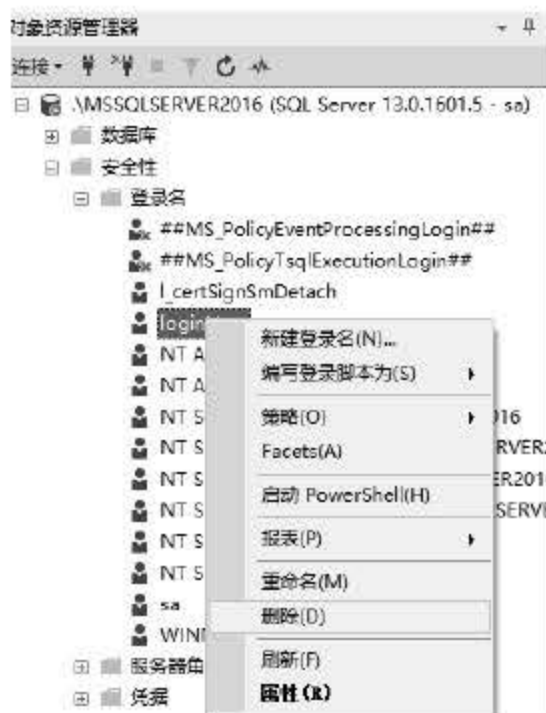 对象资源管理器
连接
.\MSSQLSERVER2016 (SQL Server 13.0.1601.5 - sa)
数据库
安全性
登录名
##MS_PolicyEventProcessingLogin##
##MS_PolicyTsqlExecutionLogin##
l_certSignSmDetach
login
NT A
NT A
NT S
NT S
NT S
NT S
NT S
NT S
sa
WIN
服务器角
凭据
新建登录名(N)...
编写登录脚本为(S)
策略(O)
Facets(A)
启动 PowerShell(H)
报表(P)
重命名(M)
删除(D)
刷新(F)
属性(R)
016
RVER2
ER201
SERVE